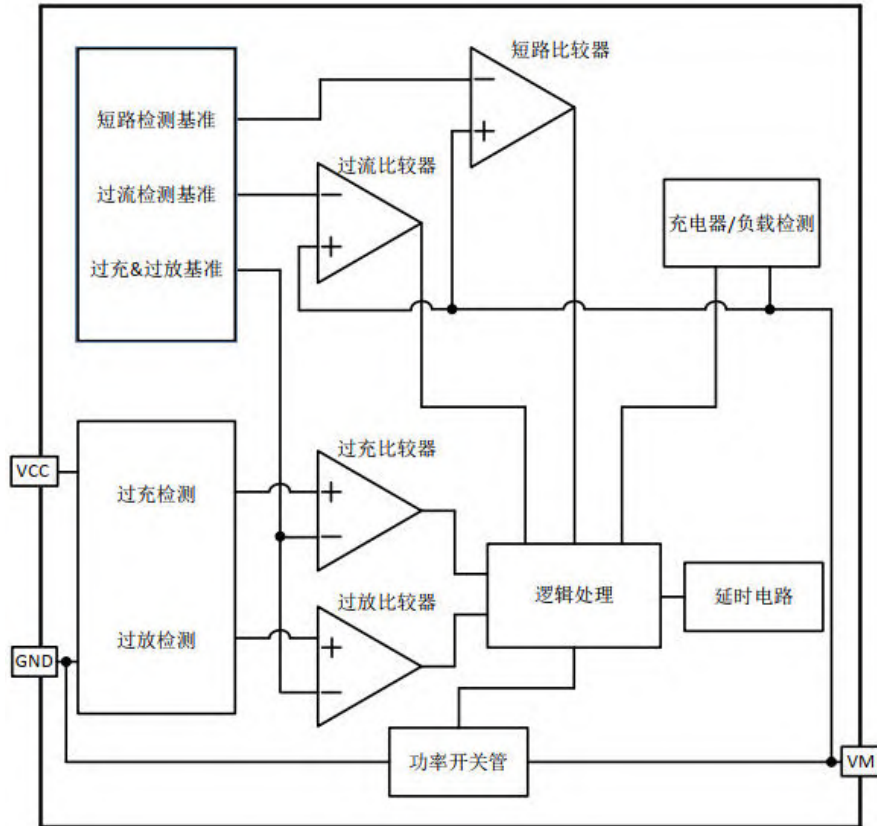 短路比较器
短路检测基准
过流比较器
过流检测基准
充电器/负载检测
过充&过放基准
过充比较器
VCC
过充检测
逻辑处理
延时电路
过放比较器
过放检测
GND
功率开关管
VM